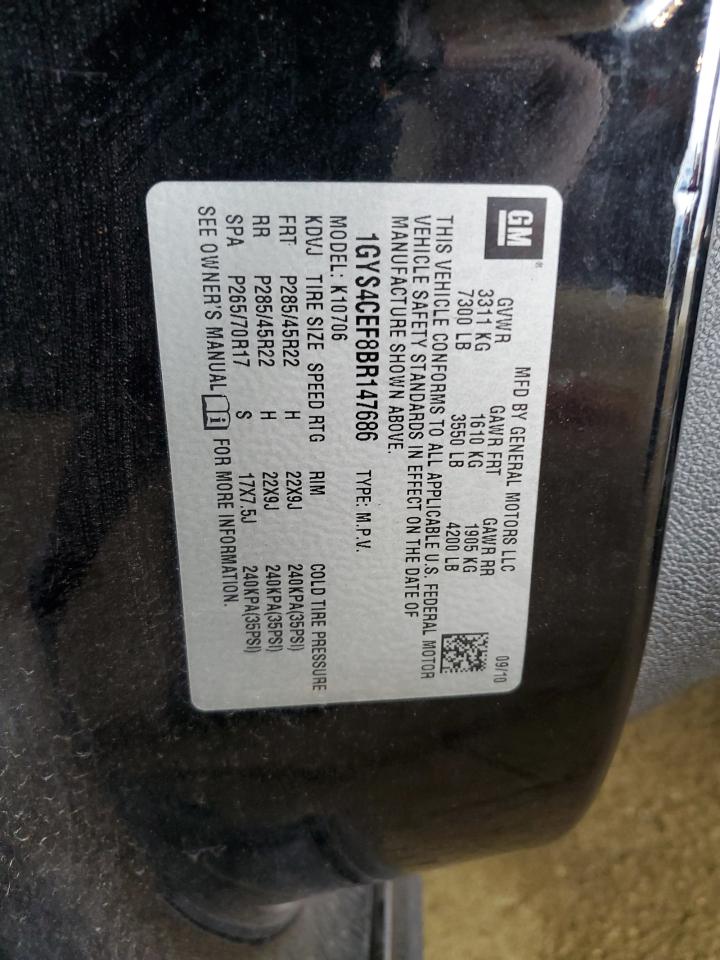 GM®
MFD BY GENERAL MOTORS LLC 09/10
GVWR GAWR FRT GAWR RR
3311 KG 1610 KG 1905 KG
7300 LB 3550 LB 4200 LB
THIS VEHICLE CONFORMS TO ALL APPLICABLE U.S. FEDERAL MOTOR
VEHICLE SAFETY STANDARDS IN EFFECT ON THE DATE OF
MANUFACTURE SHOWN ABOVE.
1GYS4CEF8BR147686 TYPE: M.P.V.
MODEL: K10706
KDVJ TIRE SIZE SPEED RTG RIM COLD TIRE PRESSURE
FRT P285/45R22 H 22X9J 240KPA(35PSI)
RR P285/45R22 H 22X9J 240KPA(35PSI)
SPA P265/70R17 S 17X7.5J 240KPA(35PSI)
SEE OWNER'S MANUAL i FOR MORE INFORMATION.